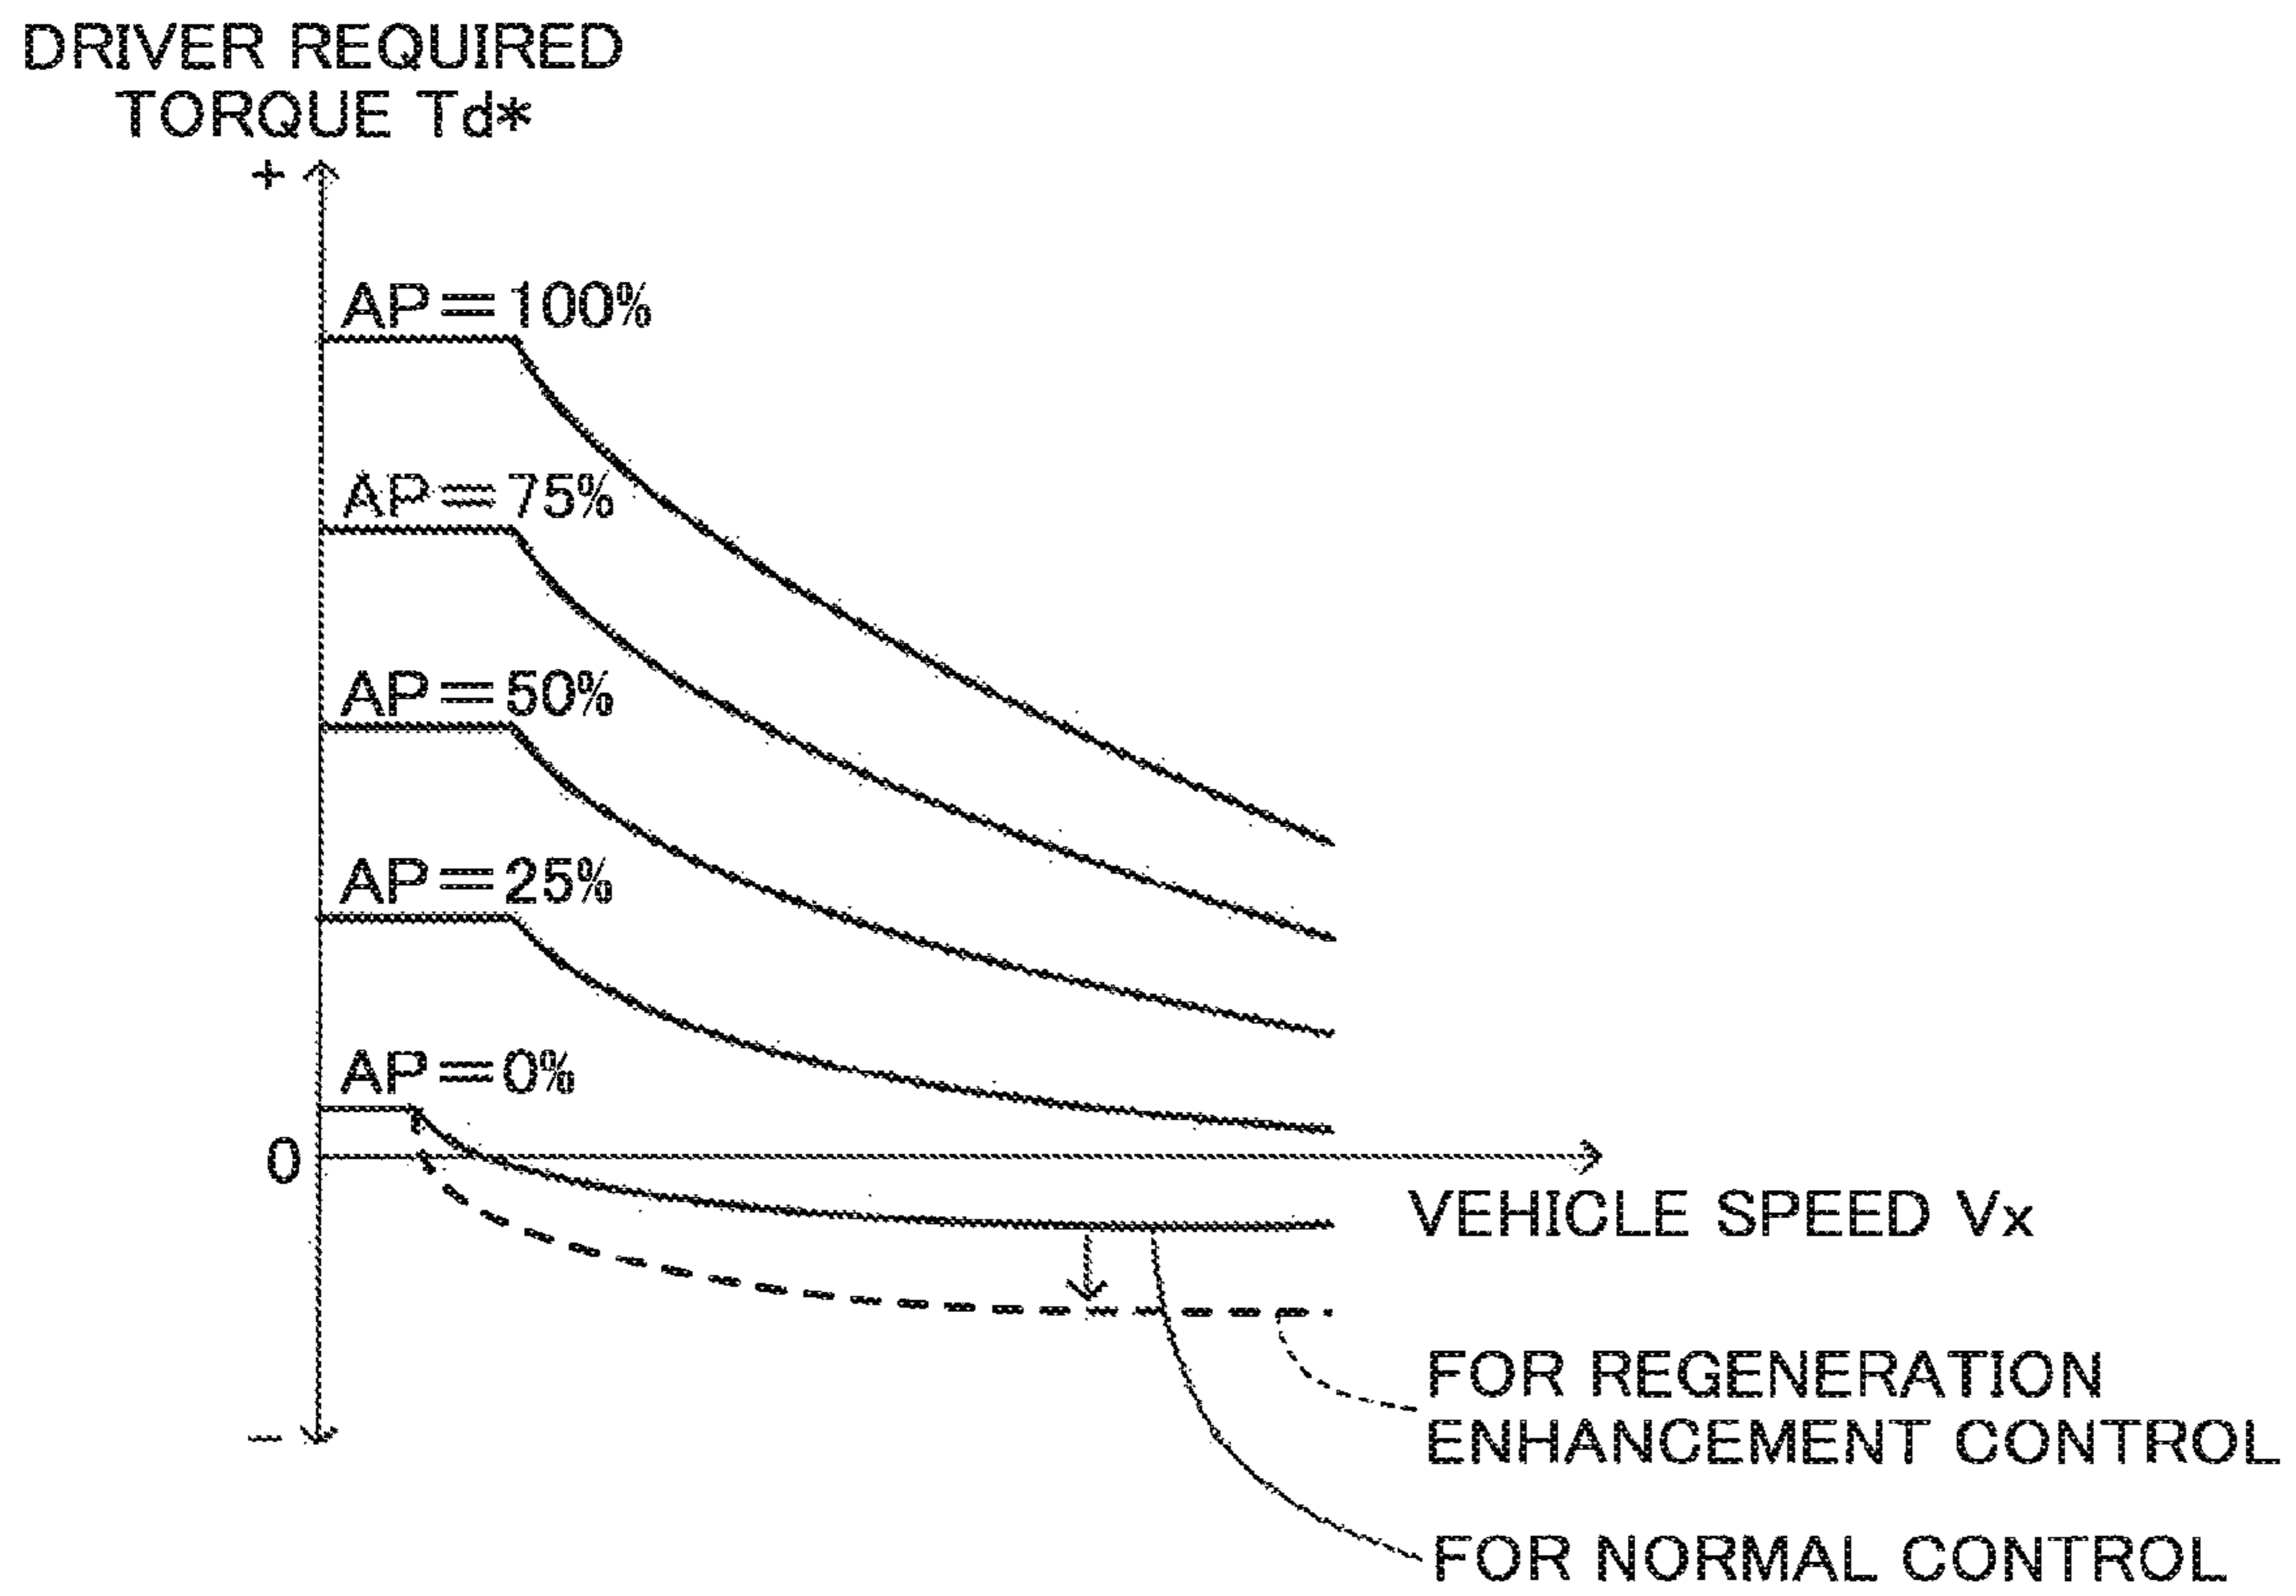 DRIVER REQUIRED
TORQUE Td*
+
AP=100%
AP=75%
AP=50%
AP=25%
AP=0%
0
VEHICLE SPEED Vx
FOR REGENERATION
ENHANCEMENT CONTROL
−
FOR NORMAL CONTROL